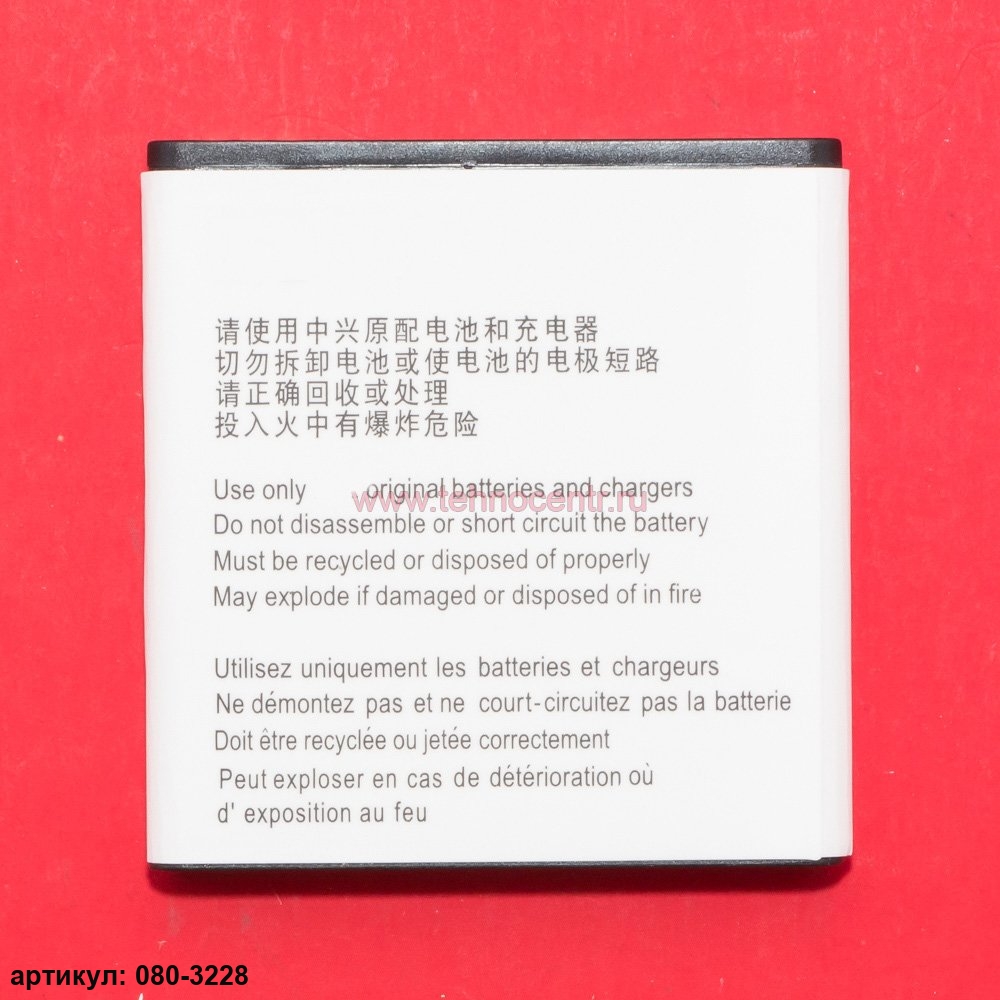 请使用中兴原配电池和充电器
切勿拆卸电池或使电池的电极短路
请正确回收或处理
投入火中有爆炸危险
Use only original batteries and chargers
www.tehnocentr.ru
Do not disassemble or short circuit the battery
Must be recycled or disposed of properly
May explode if damaged or disposed of in fire
Utilisez uniquement les batteries et chargeurs
Ne démontez pas et ne court-circuitez pas la batterie
Doit être recyclée ou jetée correctement
Peut exploser en cas de détérioration où
d' exposition au feu
артикул: 080-3228